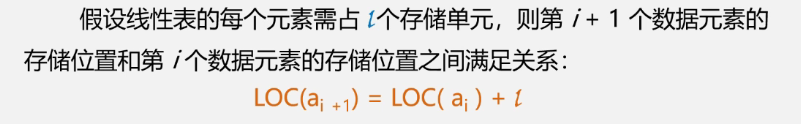 假设线性表的每个元素需占 l 个存储单元，则第 i + 1 个数据元素的
存储位置和第 i 个数据元素的存储位置之间满足关系：
LOC(aᵢ ₊₁) = LOC( aᵢ ) + l